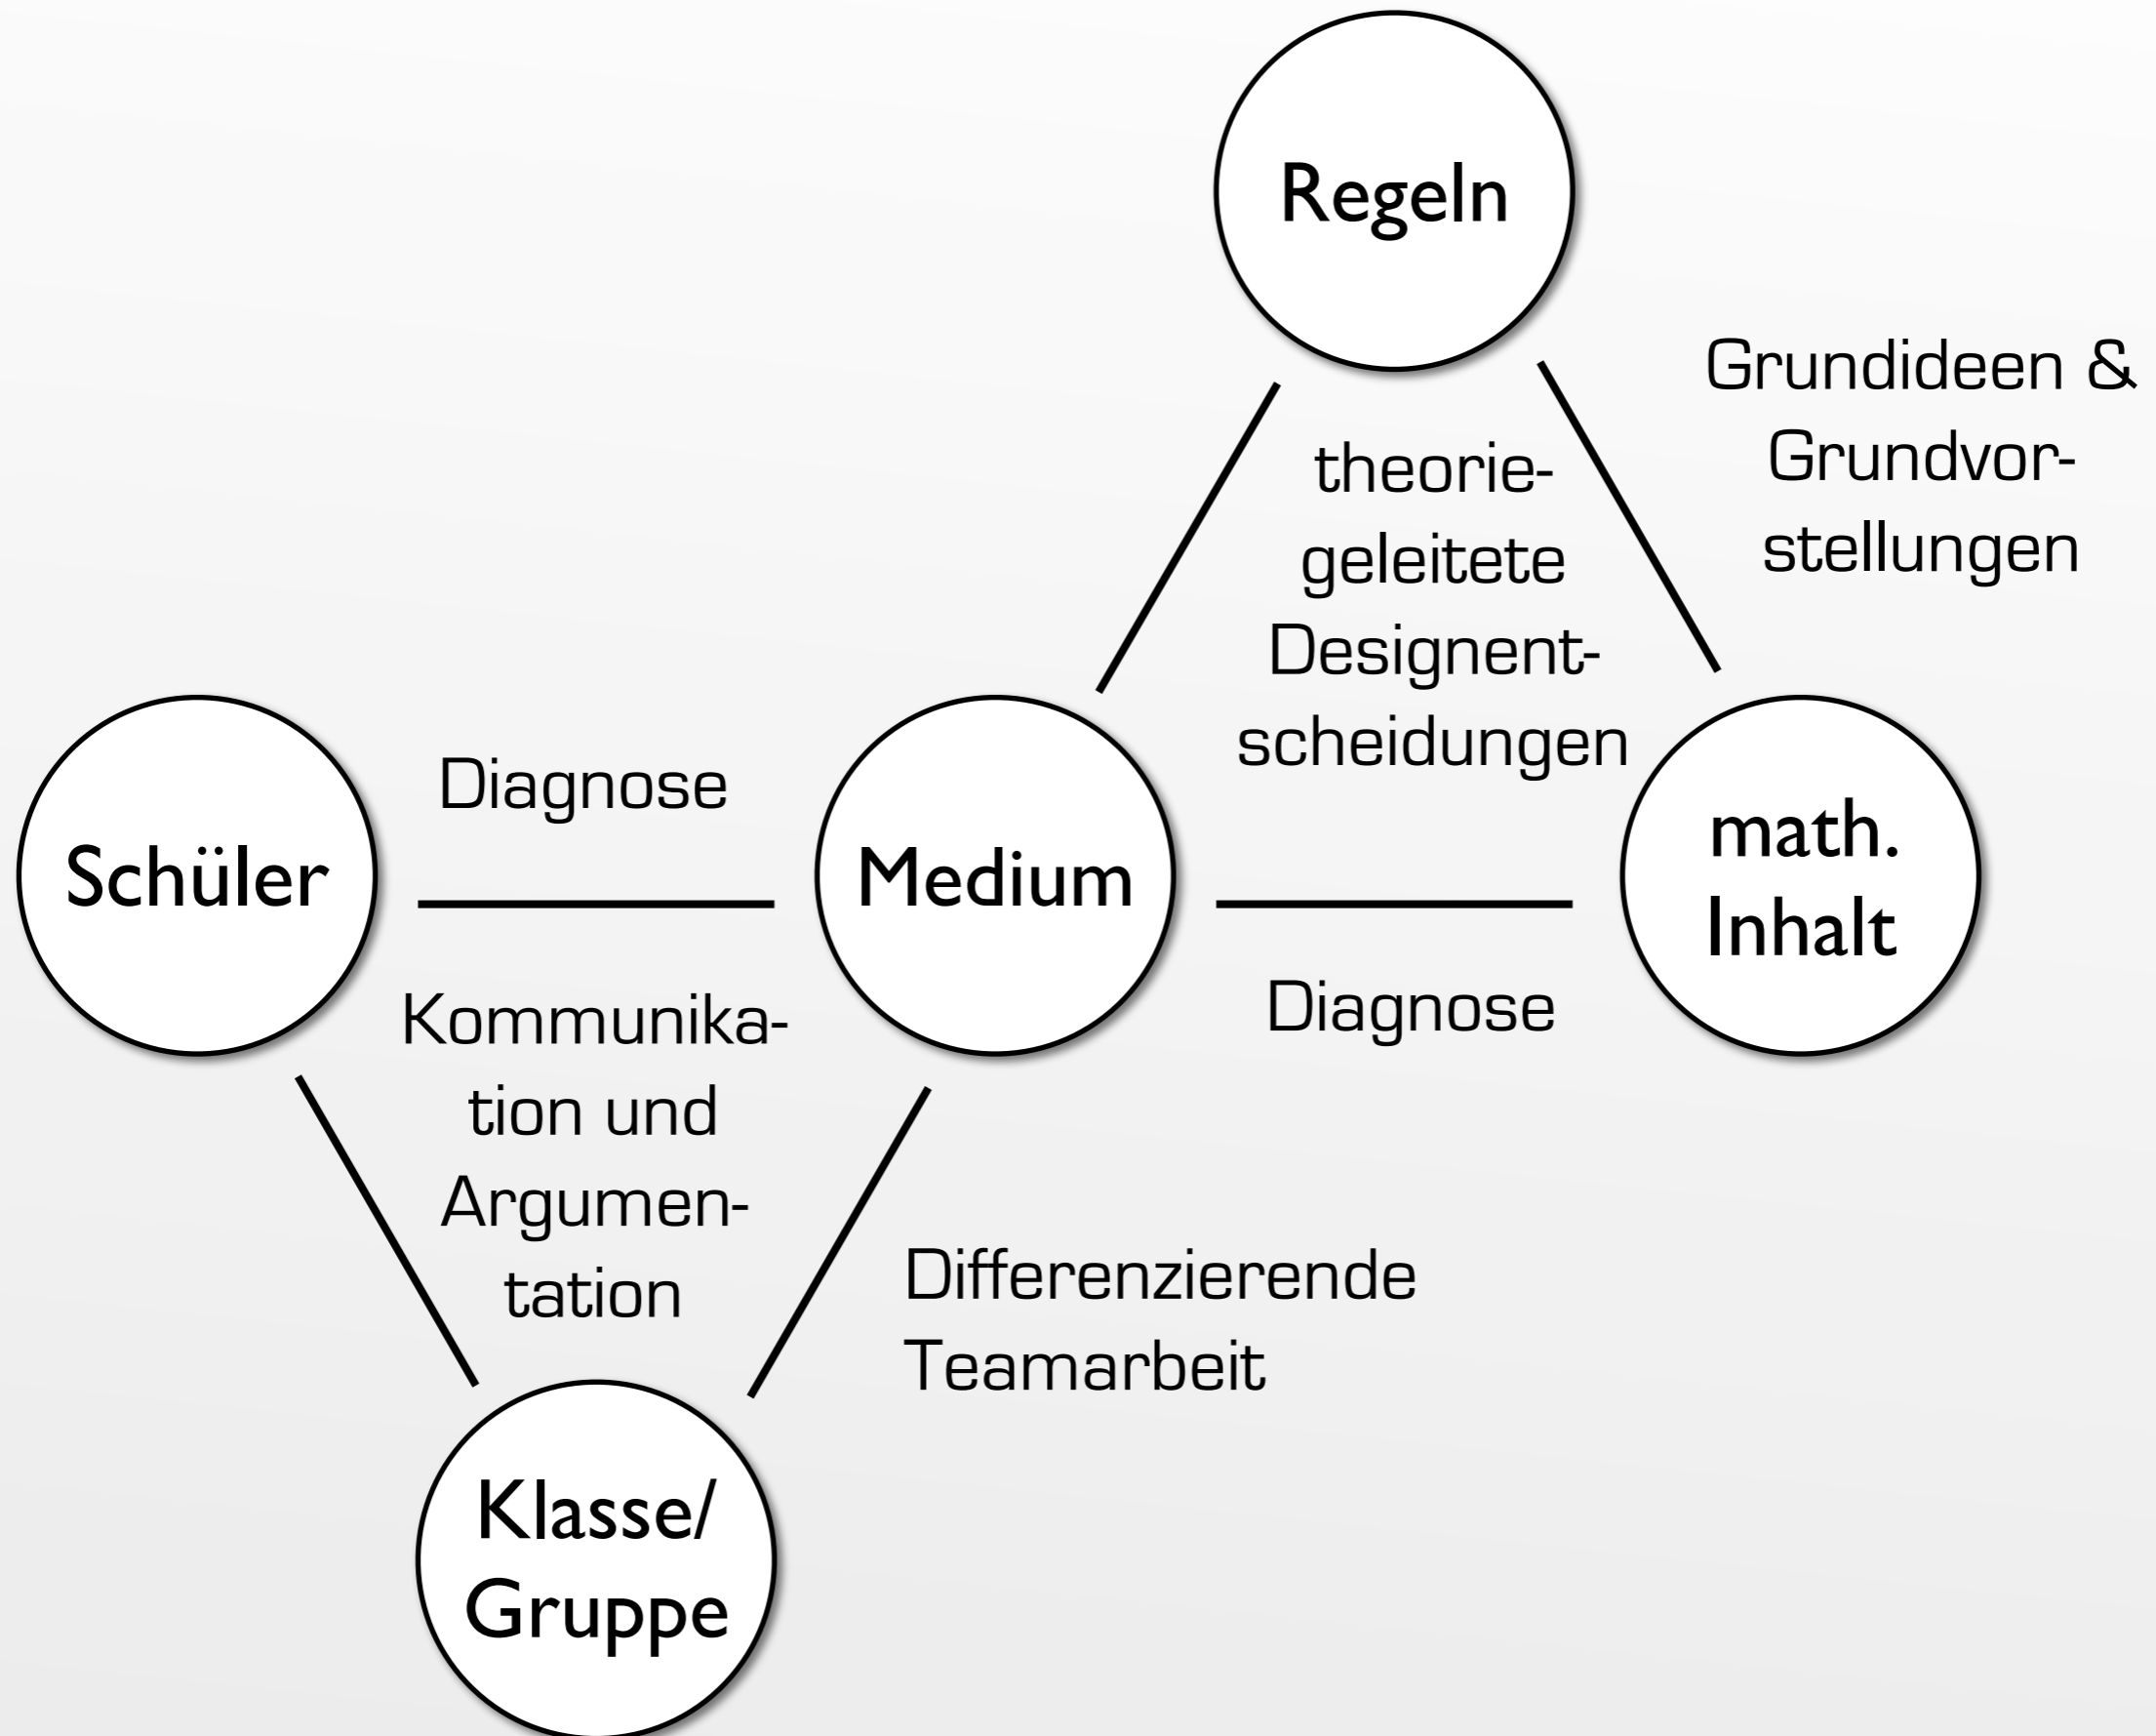 Regeln
Grundideen &
Grundvor-
stellungen
theorie-
geleitete
Designent-
scheidungen
Schüler
Diagnose
Medium
math.
Inhalt
Diagnose
Kommunika-
tion und
Argumen-
tation
Differenzierende
Teamarbeit
Klasse/
Gruppe